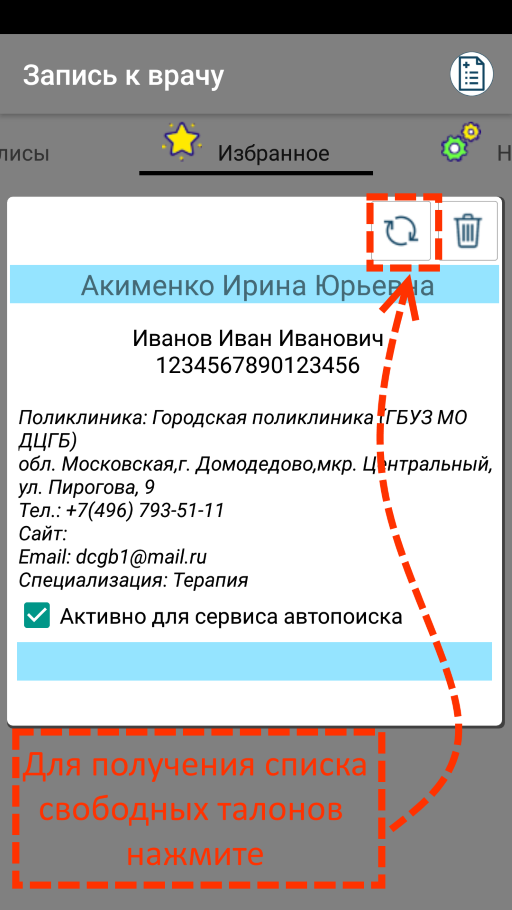 Запись к врачу
лисы
Избранное
Н
Акименко Ирина Юрьевна
Иванов Иван Иванович
1234567890123456
Поликлиника: Городская поликлиника (ГБУЗ МО
ДЦГБ)
обл. Московская,г. Домодедово,мкр. Центральный,
ул. Пирогова, 9
Тел.: +7(496) 793-51-11
Сайт:
Email: dcgb1@mail.ru
Специализация: Терапия
Активно для сервиса автопоиска
Для получения списка
свободных талонов
нажмите